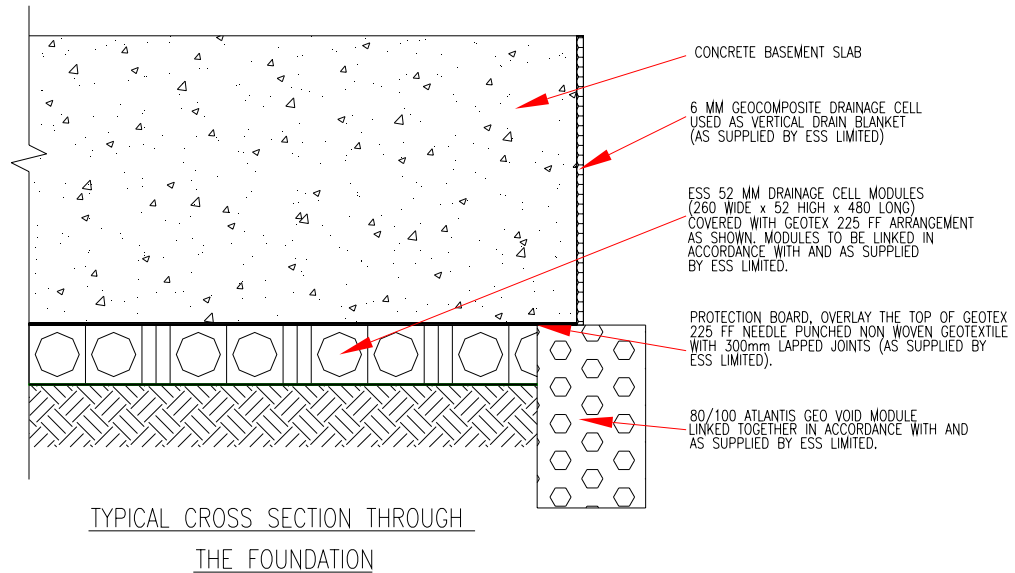 CONCRETE BASEMENT SLAB
6 MM GEOCOMPOSITE DRAINAGE CELL
USED AS VERTICAL DRAIN BLANKET
(AS SUPPLIED BY ESS LIMITED)
ESS 52 MM DRAINAGE CELL MODULES
(260 WIDE x 52 HIGH x 480 LONG)
COVERED WITH GEOTEX 225 FF ARRANGEMENT
AS SHOWN. MODULES TO BE LINKED IN
ACCORDANCE WITH AND AS SUPPLIED
BY ESS LIMITED.
PROTECTION BOARD, OVERLAY THE TOP OF GEOTEX
225 FF NEEDLE PUNCHED NON WOVEN GEOTEXTILE
WITH 300mm LAPPED JOINTS (AS SUPPLIED BY
ESS LIMITED).
80/100 ATLANTIS GEO VOID MODULE
LINKED TOGETHER IN ACCORDANCE WITH AND
AS SUPPLIED BY ESS LIMITED.
TYPICAL CROSS SECTION THROUGH
THE FOUNDATION